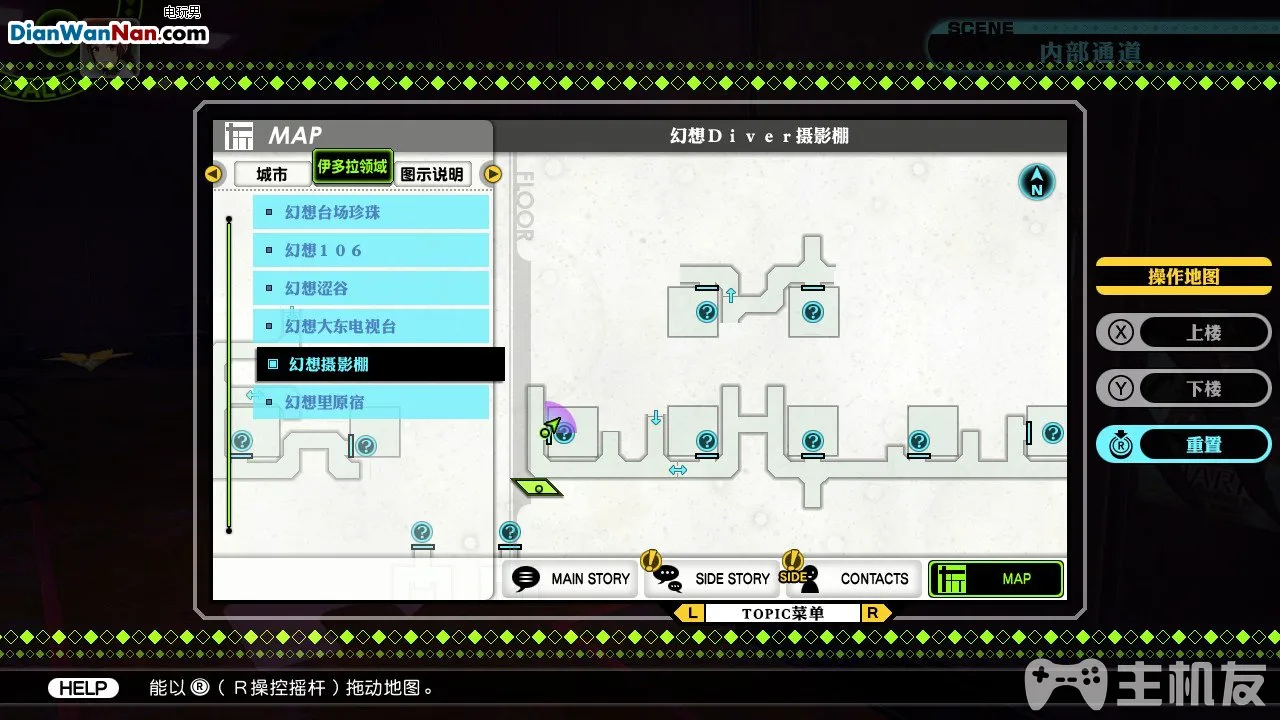 电玩男
DianWanNan.com
SCENE
内部通道
MAP
幻想Ｄｉｖｅｒ摄影棚
城市
伊多拉领域
图示说明
N
FLOOR
幻想台场珍珠
幻想１０６
幻想涩谷
幻想大东电视台
幻想摄影棚
幻想里原宿
操作地图
X 上楼
Y 下楼
R 重置
MAIN STORY
SIDE STORY
SIDE
CONTACTS
MAP
L TOPIC菜单 R
HELP
能以Ⓡ（Ｒ操控摇杆）拖动地图。
主机友